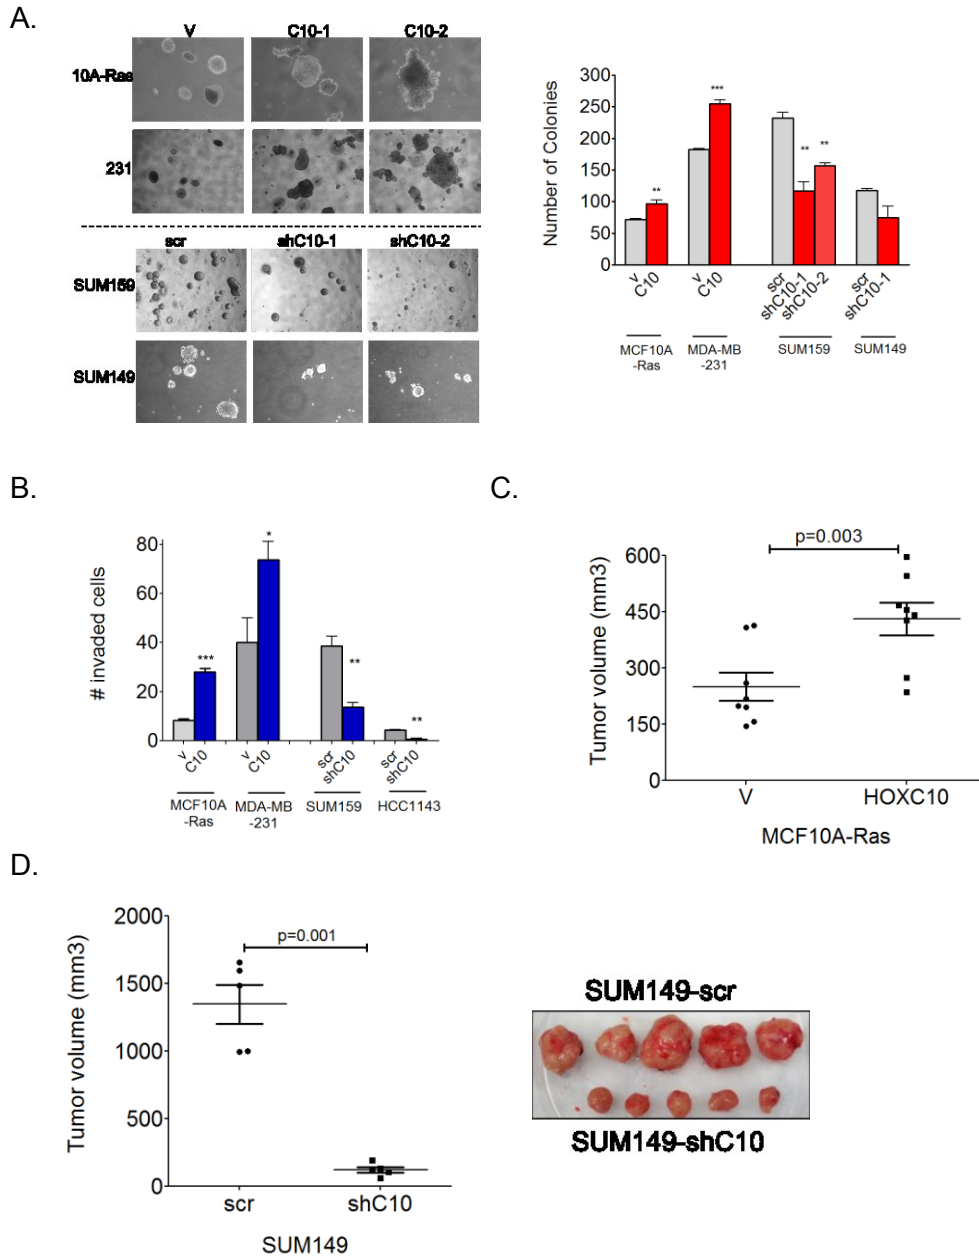 A.
V C10-1 C10-2
10A-Ras
231
scr shC10-1 shC10-2
SUM159
SUM149
Number of Colonies
300
250
200
150
100
50
0
** *** ** **
v C10 v C10 scr shC10-1 shC10-2 scr shC10-1
MCF10A MDA-MB SUM159 SUM149
-Ras -231
B.
# invaded cells
80
60
40
20
0
*** * ** **
v C10 v C10 scr shC10 scr shC10
MCF10A MDA-MB SUM159 HCC1143
-Ras -231
C.
p=0.003
Tumor volume (mm3)
600
450
300
150
0
V HOXC10
MCF10A-Ras
D.
Tumor volume (mm3)
2000
1500
1000
500
0
p=0.001
scr shC10
SUM149
SUM149-scr
SUM149-shC10